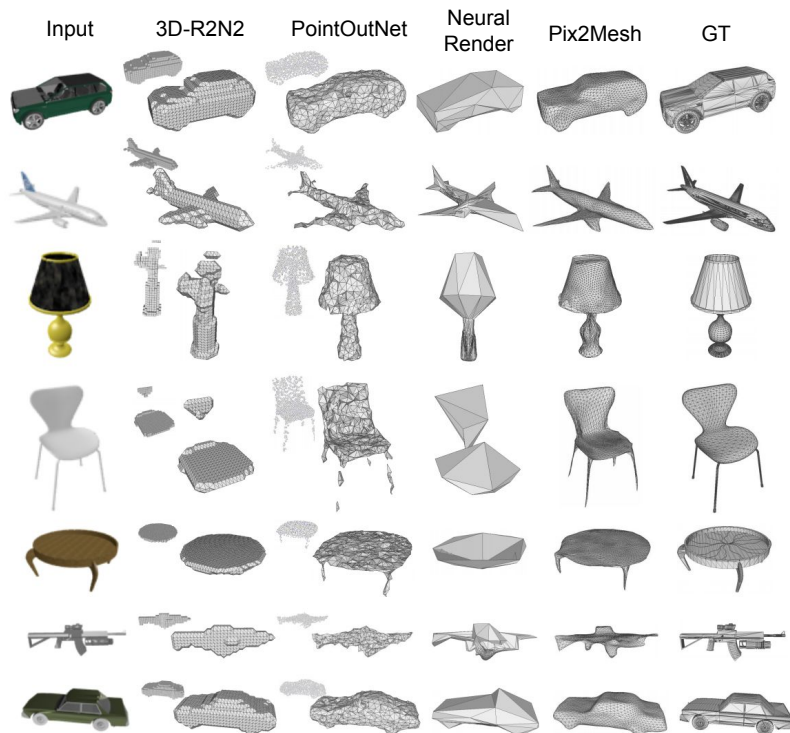 Input
3D-R2N2
PointOutNet
Neural
Render
Pix2Mesh
GT